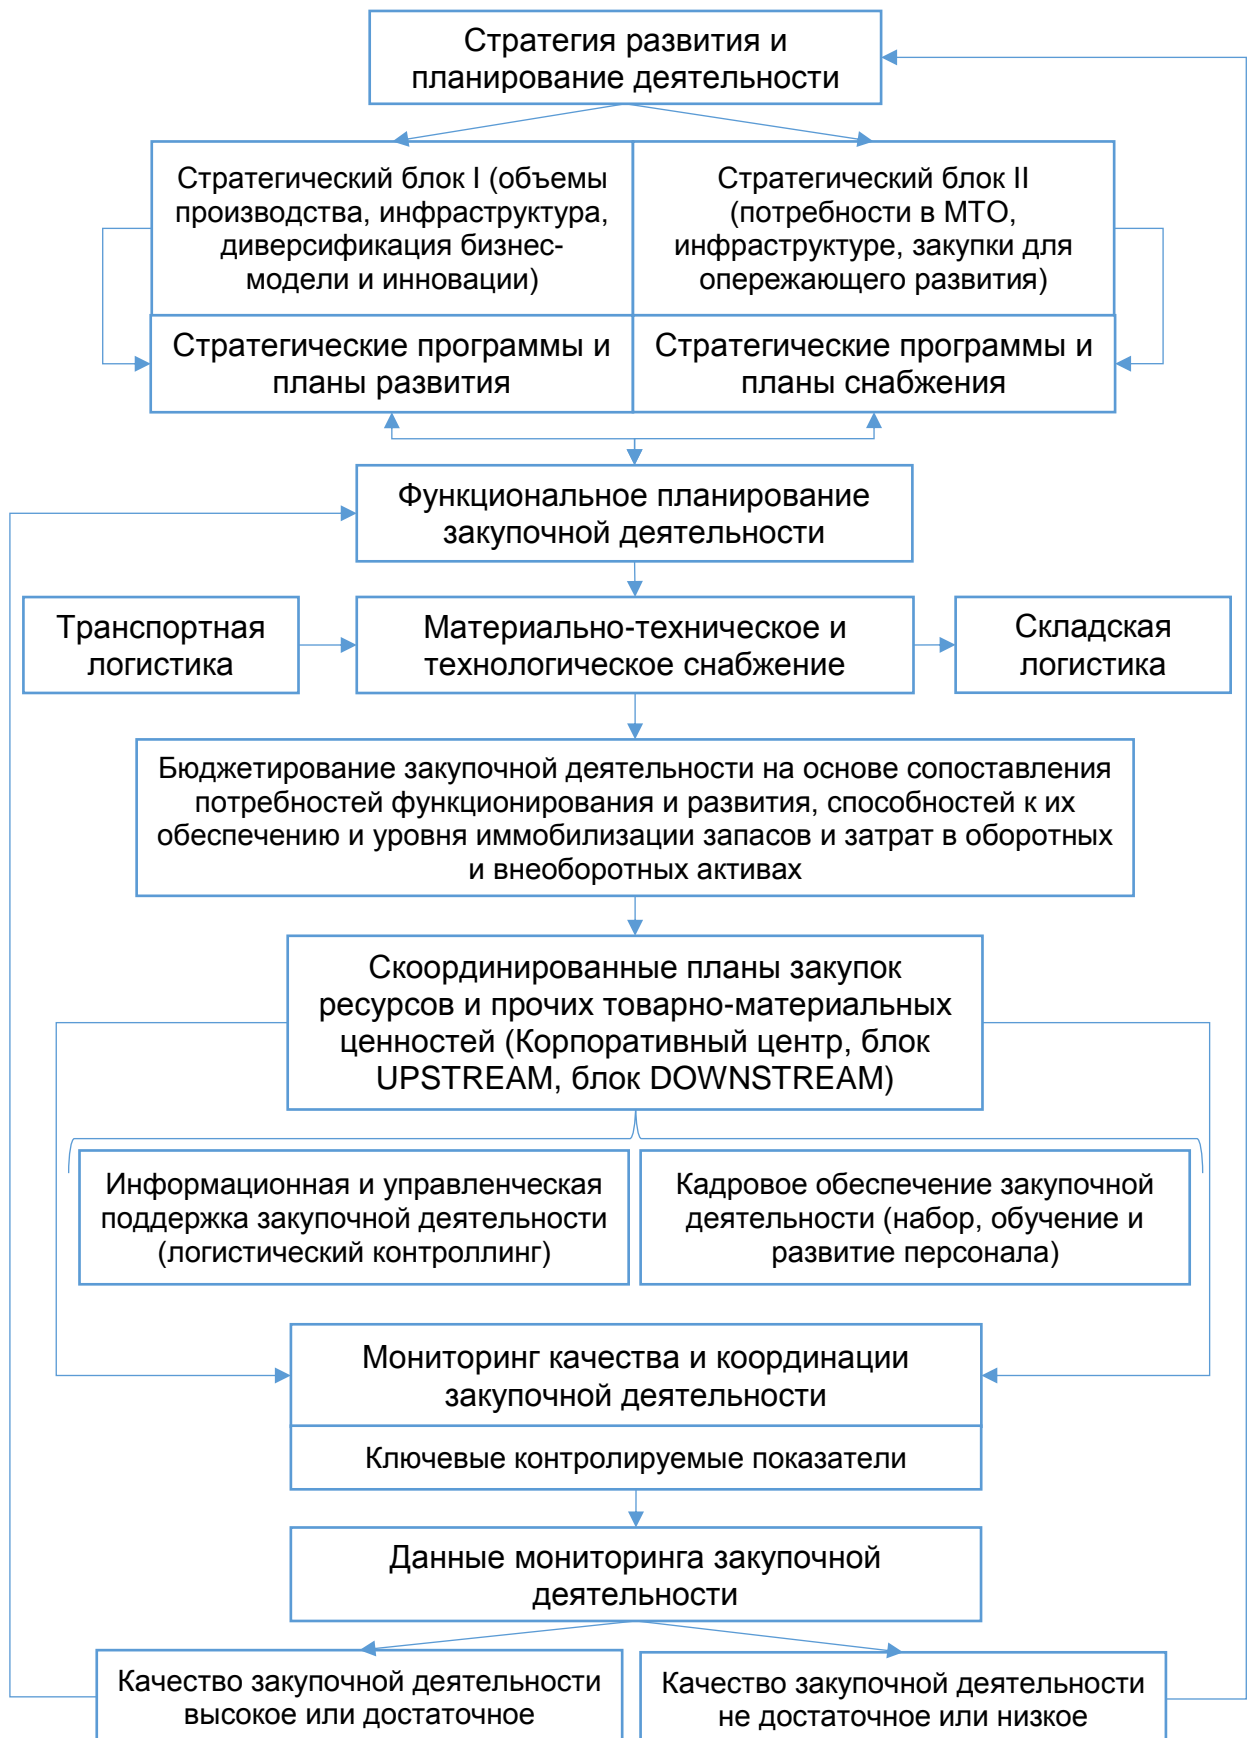 Стратегия развития и
планирование деятельности
Стратегический блок I (объемы
производства, инфраструктура,
диверсификация бизнес-
модели и инновации)
Стратегический блок II
(потребности в МТО,
инфраструктуре, закупки для
опережающего развития)
Стратегические программы и
планы развития
Стратегические программы и
планы снабжения
Функциональное планирование
закупочной деятельности
Транспортная
логистика
Материально-техническое и
технологическое снабжение
Складская
логистика
Бюджетирование закупочной деятельности на основе сопоставления
потребностей функционирования и развития, способностей к их
обеспечению и уровня иммобилизации запасов и затрат в оборотных
и внеоборотных активах
Скоординированные планы закупок
ресурсов и прочих товарно-материальных
ценностей (Корпоративный центр, блок
UPSTREAM, блок DOWNSTREAM)
Информационная и управленческая
поддержка закупочной деятельности
(логистический контроллинг)
Кадровое обеспечение закупочной
деятельности (набор, обучение и
развитие персонала)
Мониторинг качества и координации
закупочной деятельности
Ключевые контролируемые показатели
Данные мониторинга закупочной
деятельности
Качество закупочной деятельности
высокое или достаточное
Качество закупочной деятельности
не достаточное или низкое